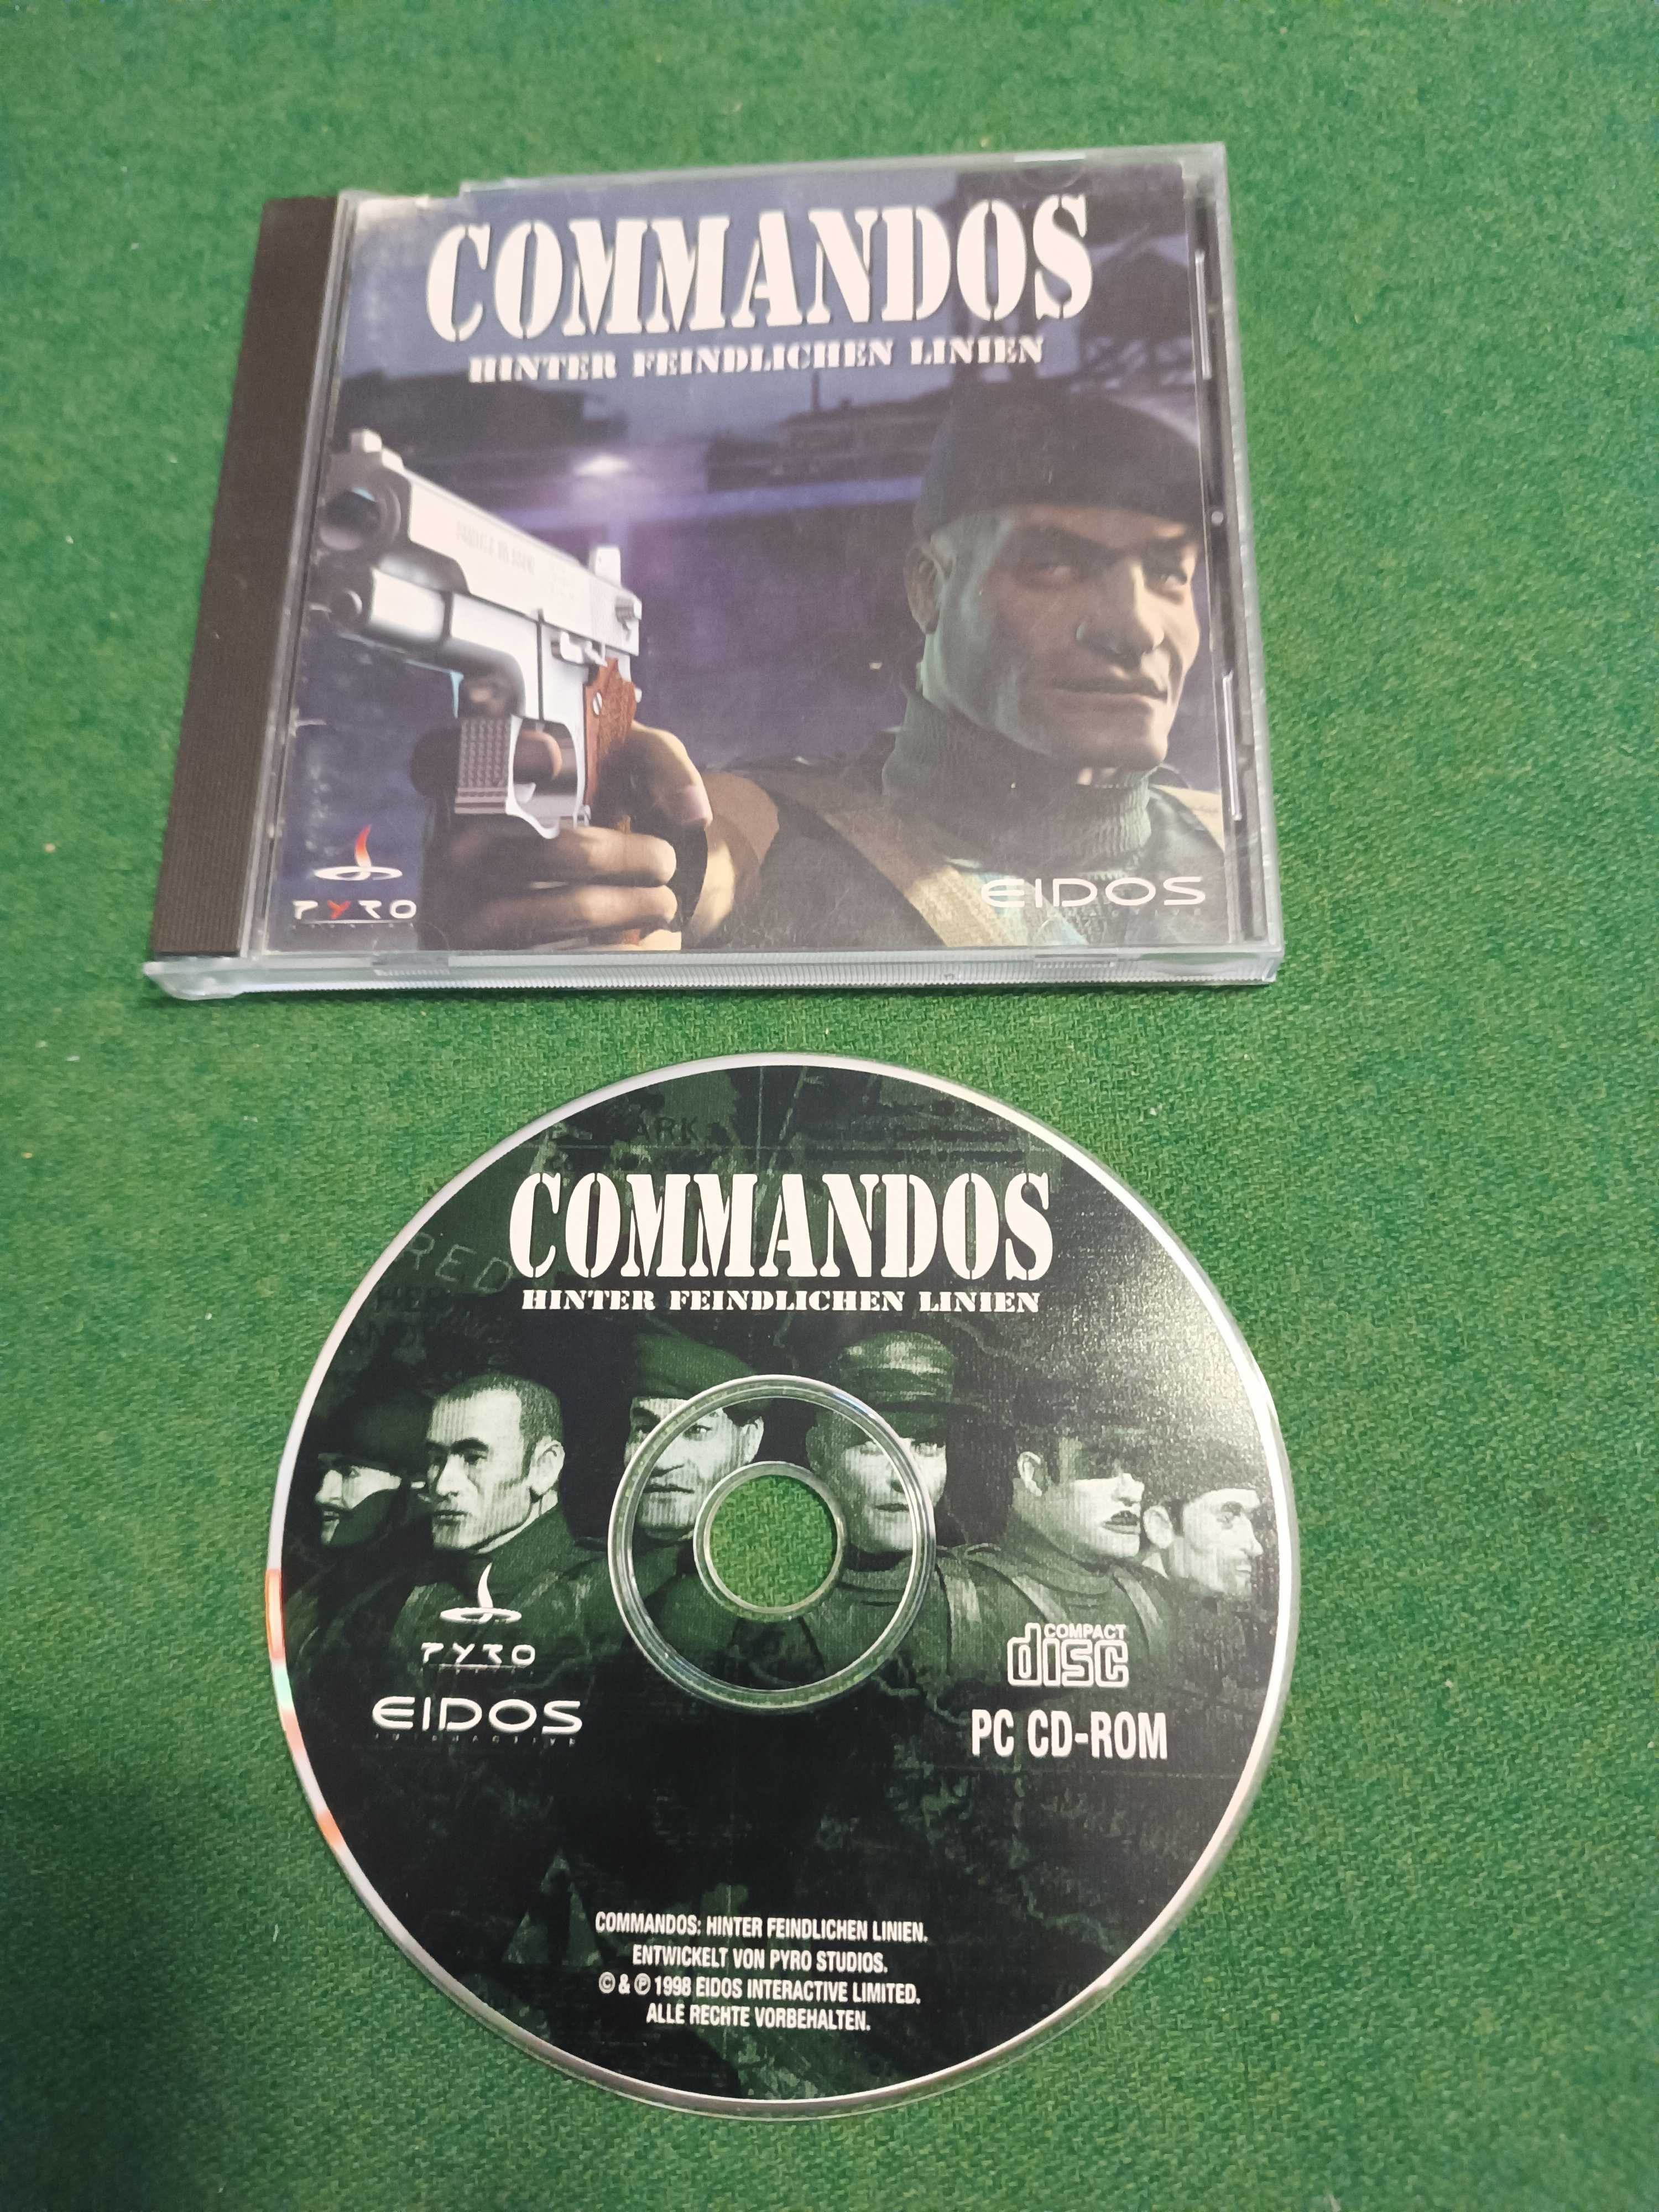 COMMANDOS
HINTER FEINDLICHEN LINIEN
PYRO
EIDOS
COMMANDOS
HINTER FEINDLICHEN LINIEN
PYRO
EIDOS
INTERACTIVE
COMPACT
disc
PC CD-ROM
COMMANDOS: HINTER FEINDLICHEN LINIEN.
ENTWICKELT VON PYRO STUDIOS.
© & ℗ 1998 EIDOS INTERACTIVE LIMITED.
ALLE RECHTE VORBEHALTEN.